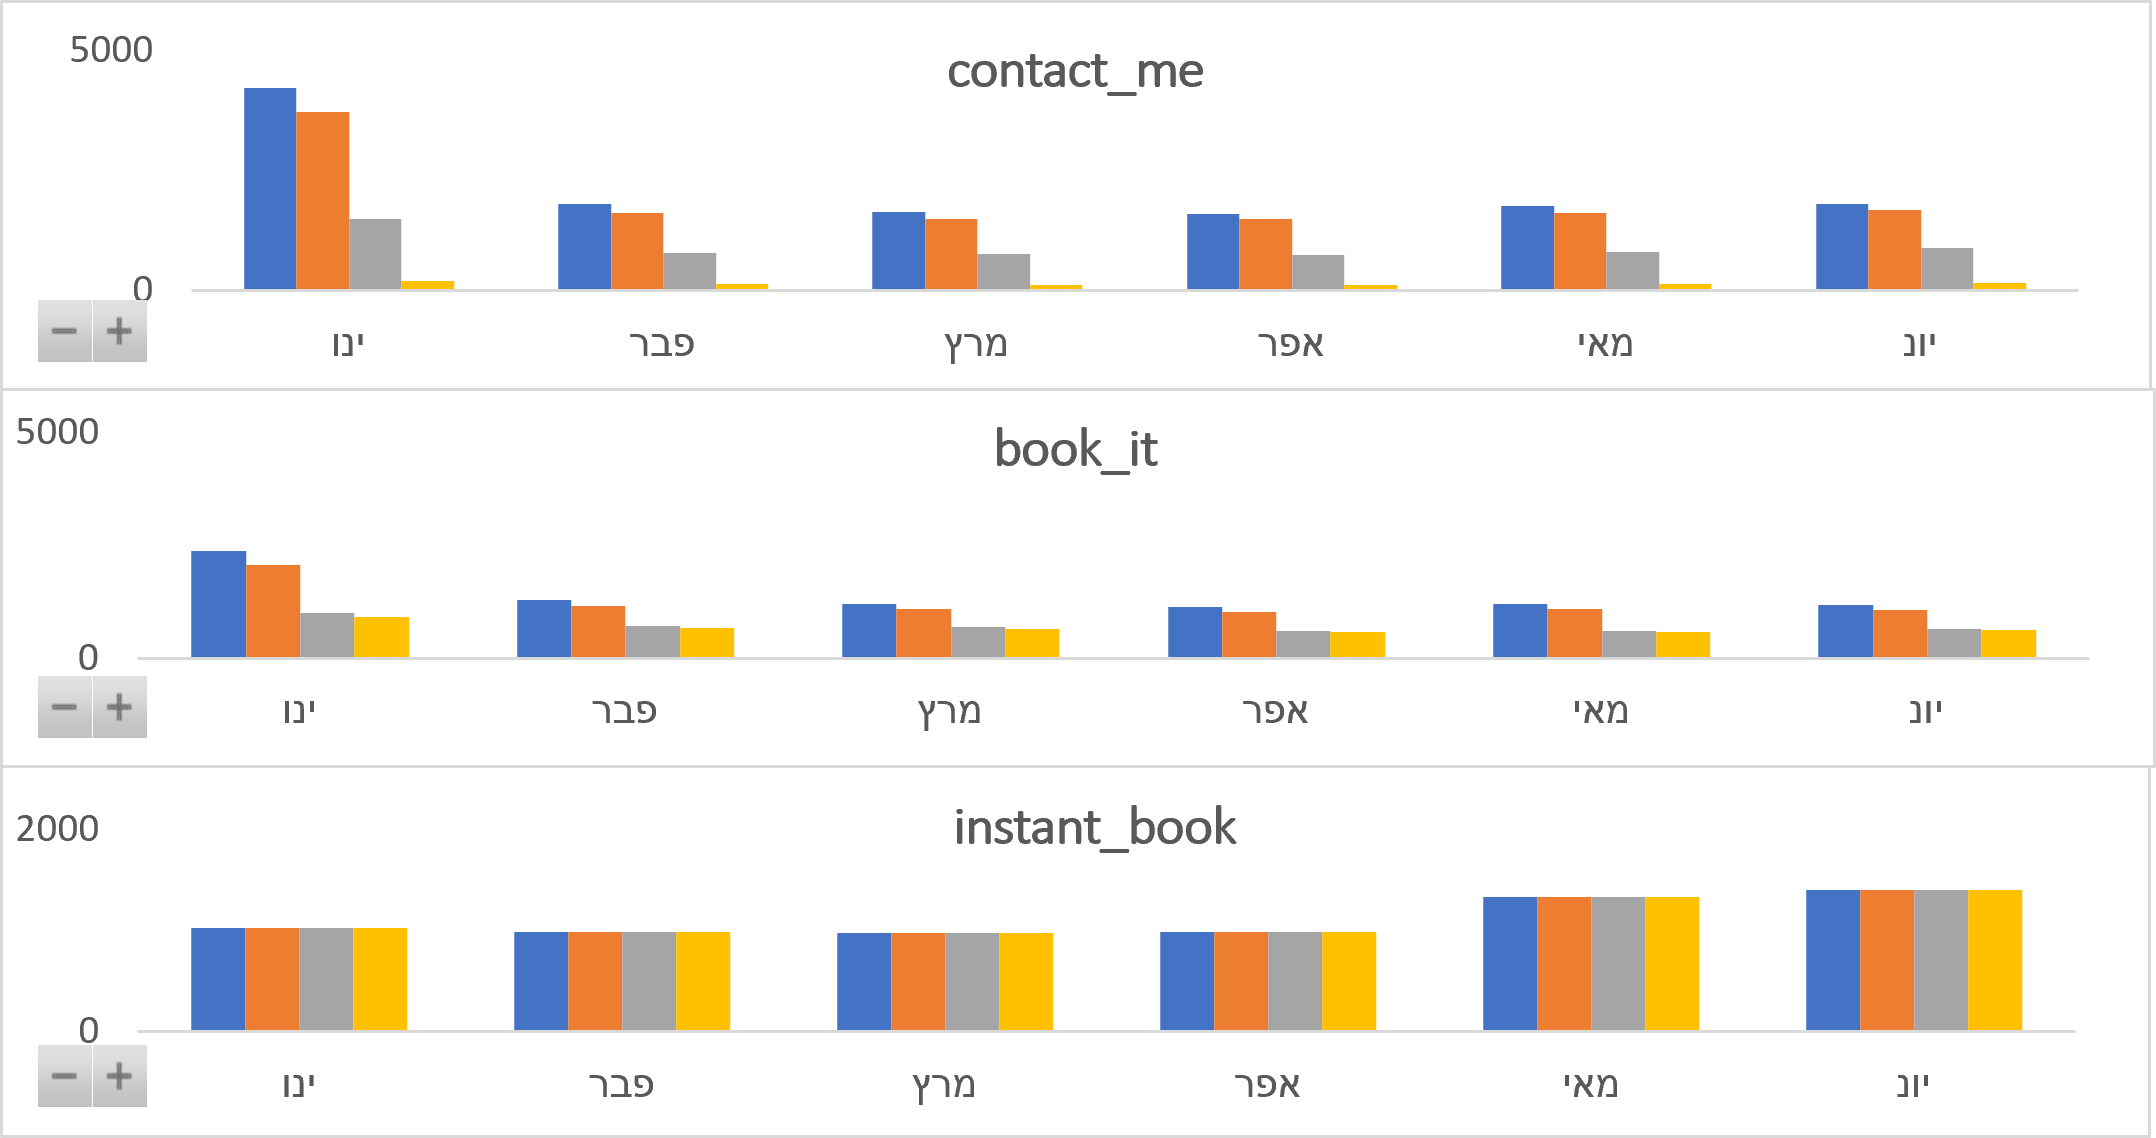 contact_me
5000
0
ינו פבר מרץ אפר מאי יונ
book_it
5000
0
ינו פבר מרץ אפר מאי יונ
instant_book
2000
0
ינו פבר מרץ אפר מאי יונ